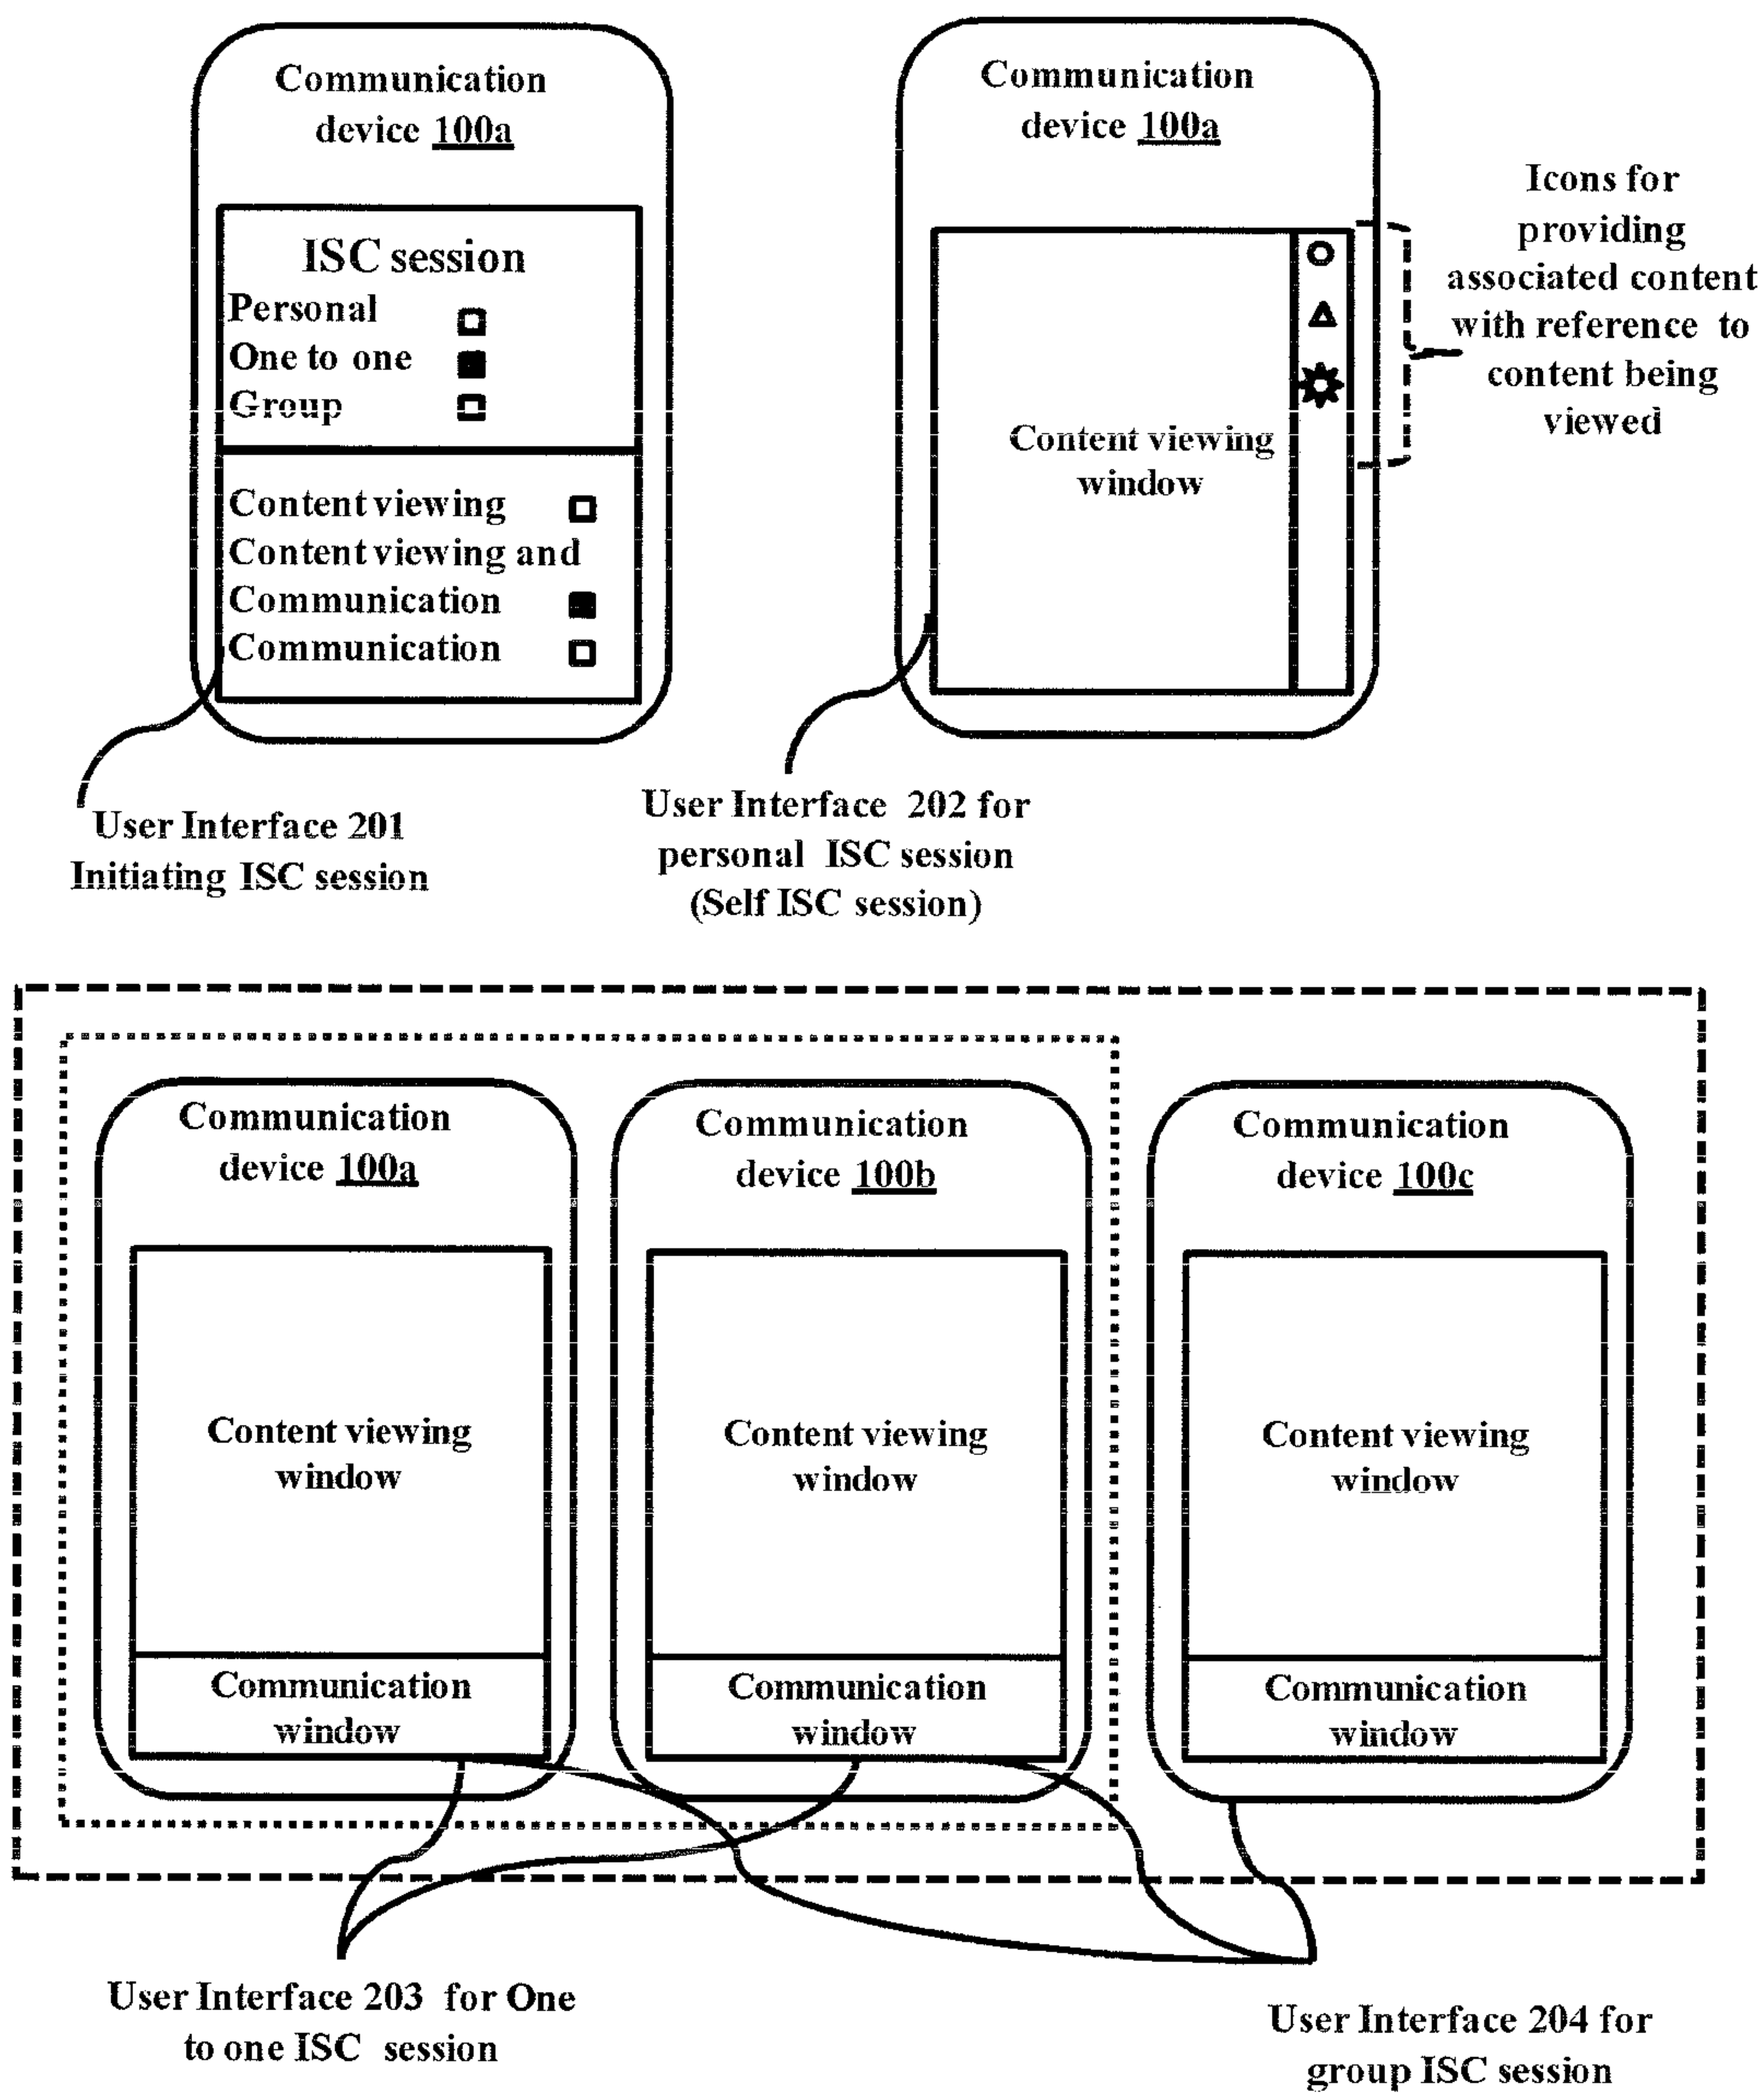 Communication
device 100a
ISC session
Personal
One to one
Group
Content viewing
Content viewing and
Communication
Communication
User Interface 201
Initiating ISC session
Communication
device 100a
Content viewing
window
Icons for
providing
associated content
with reference to
content being
viewed
User Interface 202 for
personal ISC session
(Self ISC session)
Communication
device 100a
Content viewing
window
Communication
window
Communication
device 100b
Content viewing
window
Communication
window
Communication
device 100c
Content viewing
window
Communication
window
User Interface 203 for One
to one ISC session
User Interface 204 for
group ISC session